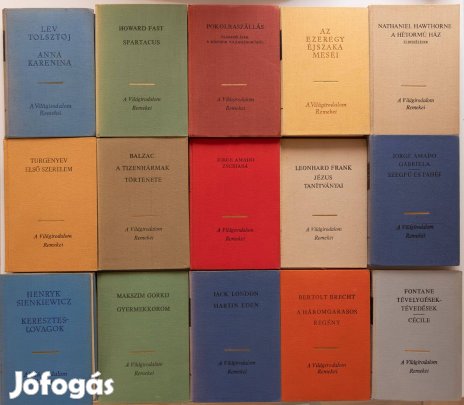 LEV
TOLSZTOJ
ANNA
KARENINA
A Világirodalom
Remekei
HOWARD FAST
SPARTACUS
A Világirodalom
Remekei
POKOLRASZÁLLÁS
A Világirodalom
Remekei
AZ
EZEREGY
ÉJSZAKA
MESÉI
A Világirodalom
Remekei
NATHANIEL HAWTHORNE
A HÉTORMÚ HÁZ
A Világirodalom
Remekei
TURGENYEV
ELSŐ SZERELEM
A Világirodalom
Remekei
BALZAC
A TIZENHÁRMAK
TÖRTÉNETE
A Világirodalom
Remekei
JORGE AMADO
A Világirodalom
Remekei
LEONHARD FRANK
JÉZUS
TANÍTVÁNYAI
A Világirodalom
Remekei
JORGE AMADO
GABRIELA
SZEGFŰ ÉS FAHÉJ
A Világirodalom
Remekei
HENRYK
SIENKIEWICZ
KERESZTES-
LOVAGOK
Világirodalom
Remekei
MAKSZIM GORKIJ
GYERMEKKOROM
A Világirodalom
Remekei
JACK LONDON
MARTIN EDEN
A Világirodalom
Remekei
BERTOLT BRECHT
A HÁROMGARASOS
REGÉNY
A Világirodalom
Remekei
FONTANE
TÉVELYGÉSEK-
TÉVEDÉSEK
CÉCILE
A Világirodalom
Remekei
Jófogás